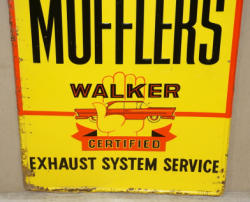 MUFFLERS
WALKER
CERTIFIED
EXHAUST SYSTEM SERVICE